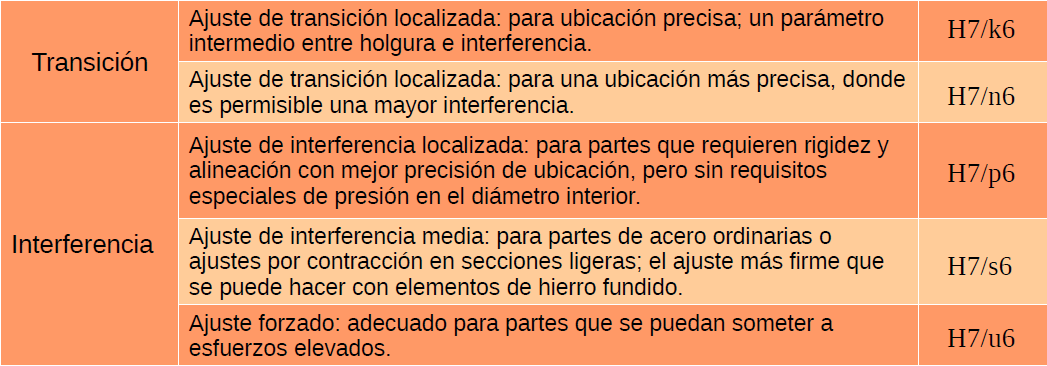 Transición
Ajuste de transición localizada: para ubicación precisa; un parámetro
intermedio entre holgura e interferencia.
H7/k6
Ajuste de transición localizada: para una ubicación más precisa, donde
es permisible una mayor interferencia.
H7/n6
Interferencia
Ajuste de interferencia localizada: para partes que requieren rigidez y
alineación con mejor precisión de ubicación, pero sin requisitos
especiales de presión en el diámetro interior.
H7/p6
Ajuste de interferencia media: para partes de acero ordinarias o
ajustes por contracción en secciones ligeras; el ajuste más firme que
se puede hacer con elementos de hierro fundido.
H7/s6
Ajuste forzado: adecuado para partes que se puedan someter a
esfuerzos elevados.
H7/u6